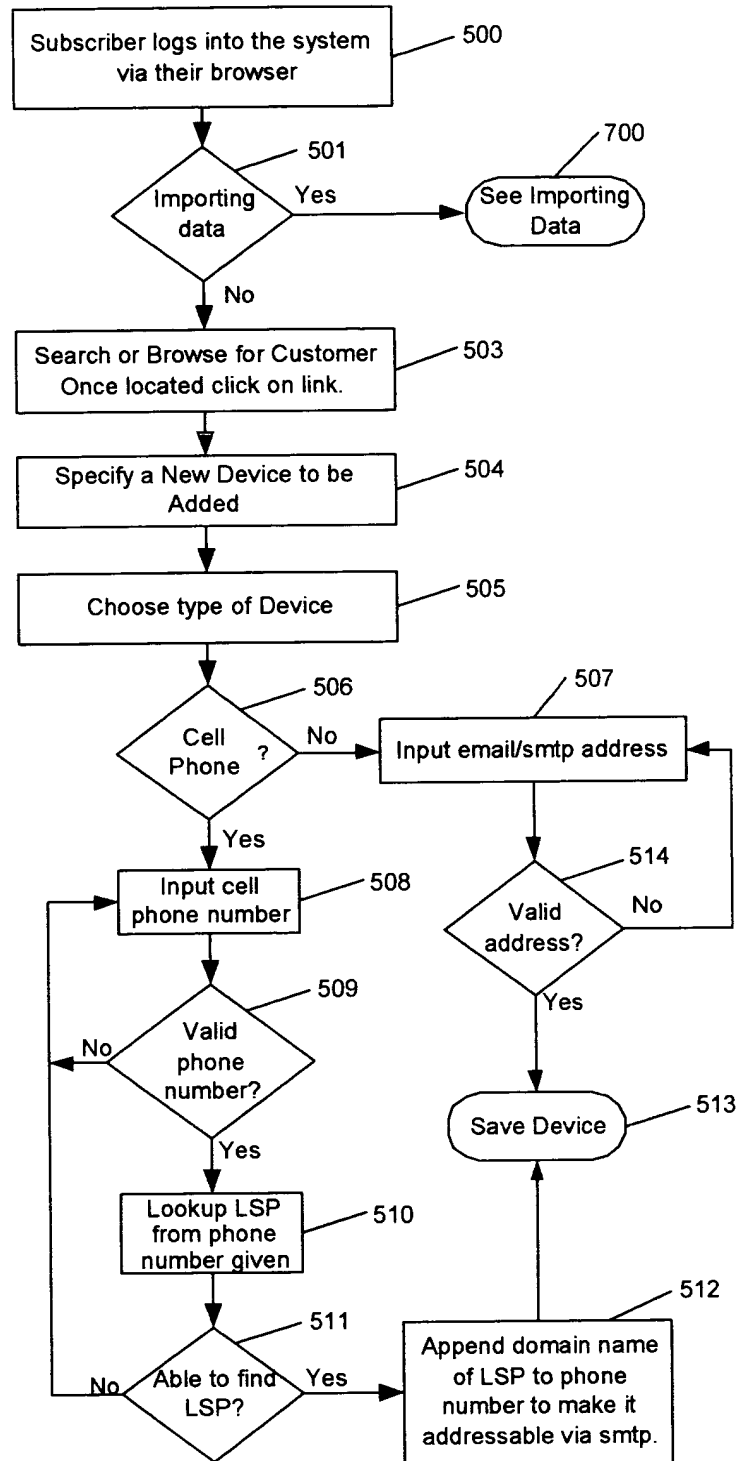 Subscriber logs into the system
via their browser
500
501
Importing
data
Yes
700
See Importing
Data
No
Search or Browse for Customer
Once located click on link.
503
Specify a New Device to be
Added
504
Choose type of Device
505
506
Cell
Phone ?
No
507
Input email/smtp address
Yes
514
Valid
address?
No
Input cell
phone number
508
509
Valid
phone
number?
No
Yes
Yes
Save Device
513
Lookup LSP
from phone
number given
510
511
Able to find
LSP?
No
Yes
512
Append domain name
of LSP to phone
number to make it
addressable via smtp.